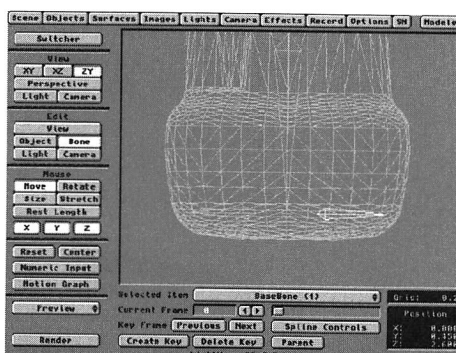 Scene Objects Surfaces Images Lights Camera Effects Record Options
Switcher
View
XY XZ ZY
Perspective
Light Camera
Edit
View
Object Bone
Light Camera
Mouse
Move Rotate
Size Stretch
Rest Length
X Y Z
Reset Center
Numeric Input
Motion Graph
Preview
Render
Selected Item BaseBone (1)
Current Frame 0
Key Frame Previous Next Spline Controls
Create Key Delete Key Parent
Grid:
Position
X:
Y:
Z: